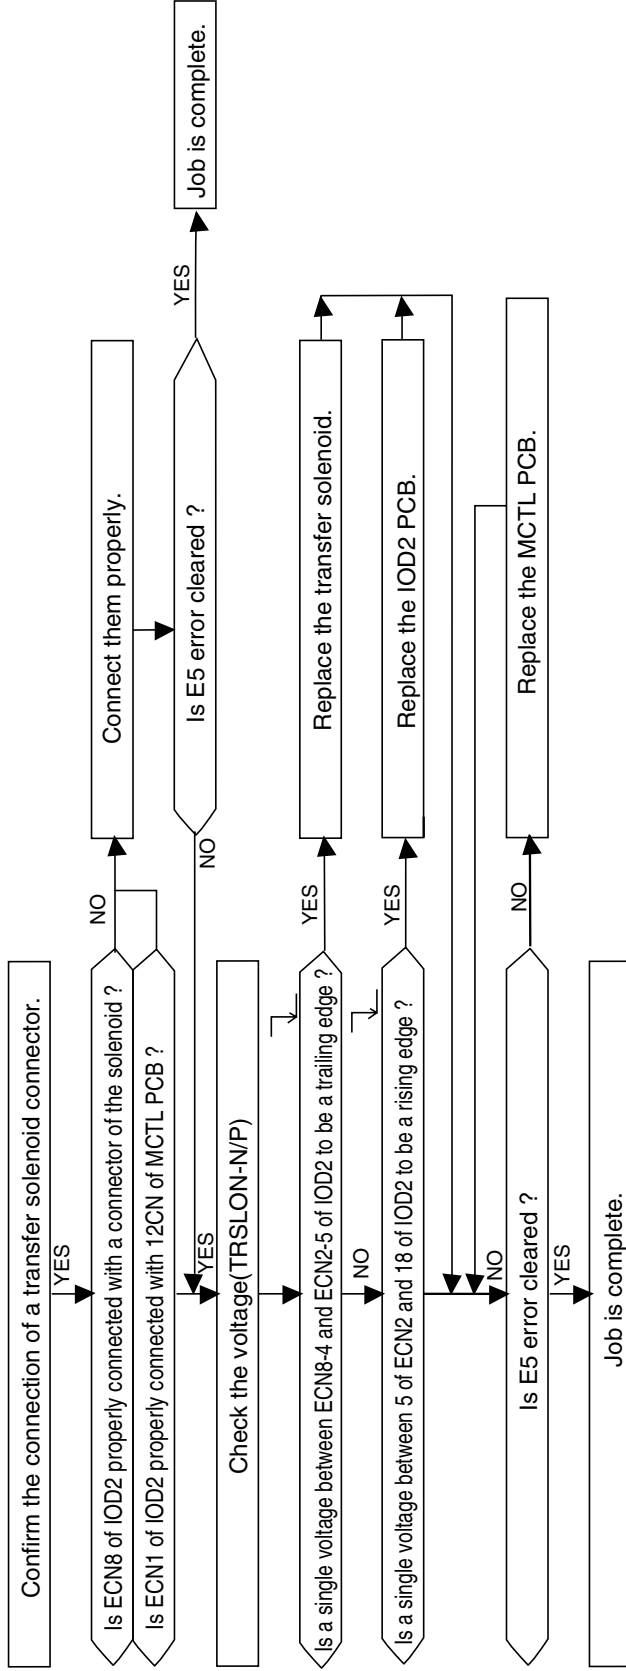 Confirm the connection of a transfer solenoid connector.
YES
Is ECN8 of IOD2 properly connected with a connector of the solenoid ?
NO
Connect them properly.
Is ECN1 of IOD2 properly connected with 12CN of MCTL PCB ?
Is E5 error cleared ?
YES
Job is complete.
NO
YES
Check the voltage(TRSLON-N/P)
Is a single voltage between ECN8-4 and ECN2-5 of IOD2 to be a trailing edge ?
YES
Replace the transfer solenoid.
NO
Is a single voltage between 5 of ECN2 and 18 of IOD2 to be a rising edge ?
YES
Replace the IOD2 PCB.
NO
Is E5 error cleared ?
NO
Replace the MCTL PCB.
YES
Job is complete.